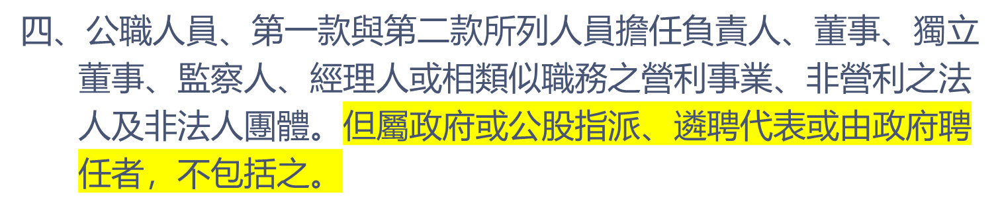 四、公職人員、第一款與第二款所列人員擔任負責人、董事、獨立
董事、監察人、經理人或相類似職務之營利事業、非營利之法
人及非法人團體。但屬政府或公股指派、遴聘代表或由政府聘
任者，不包括之。